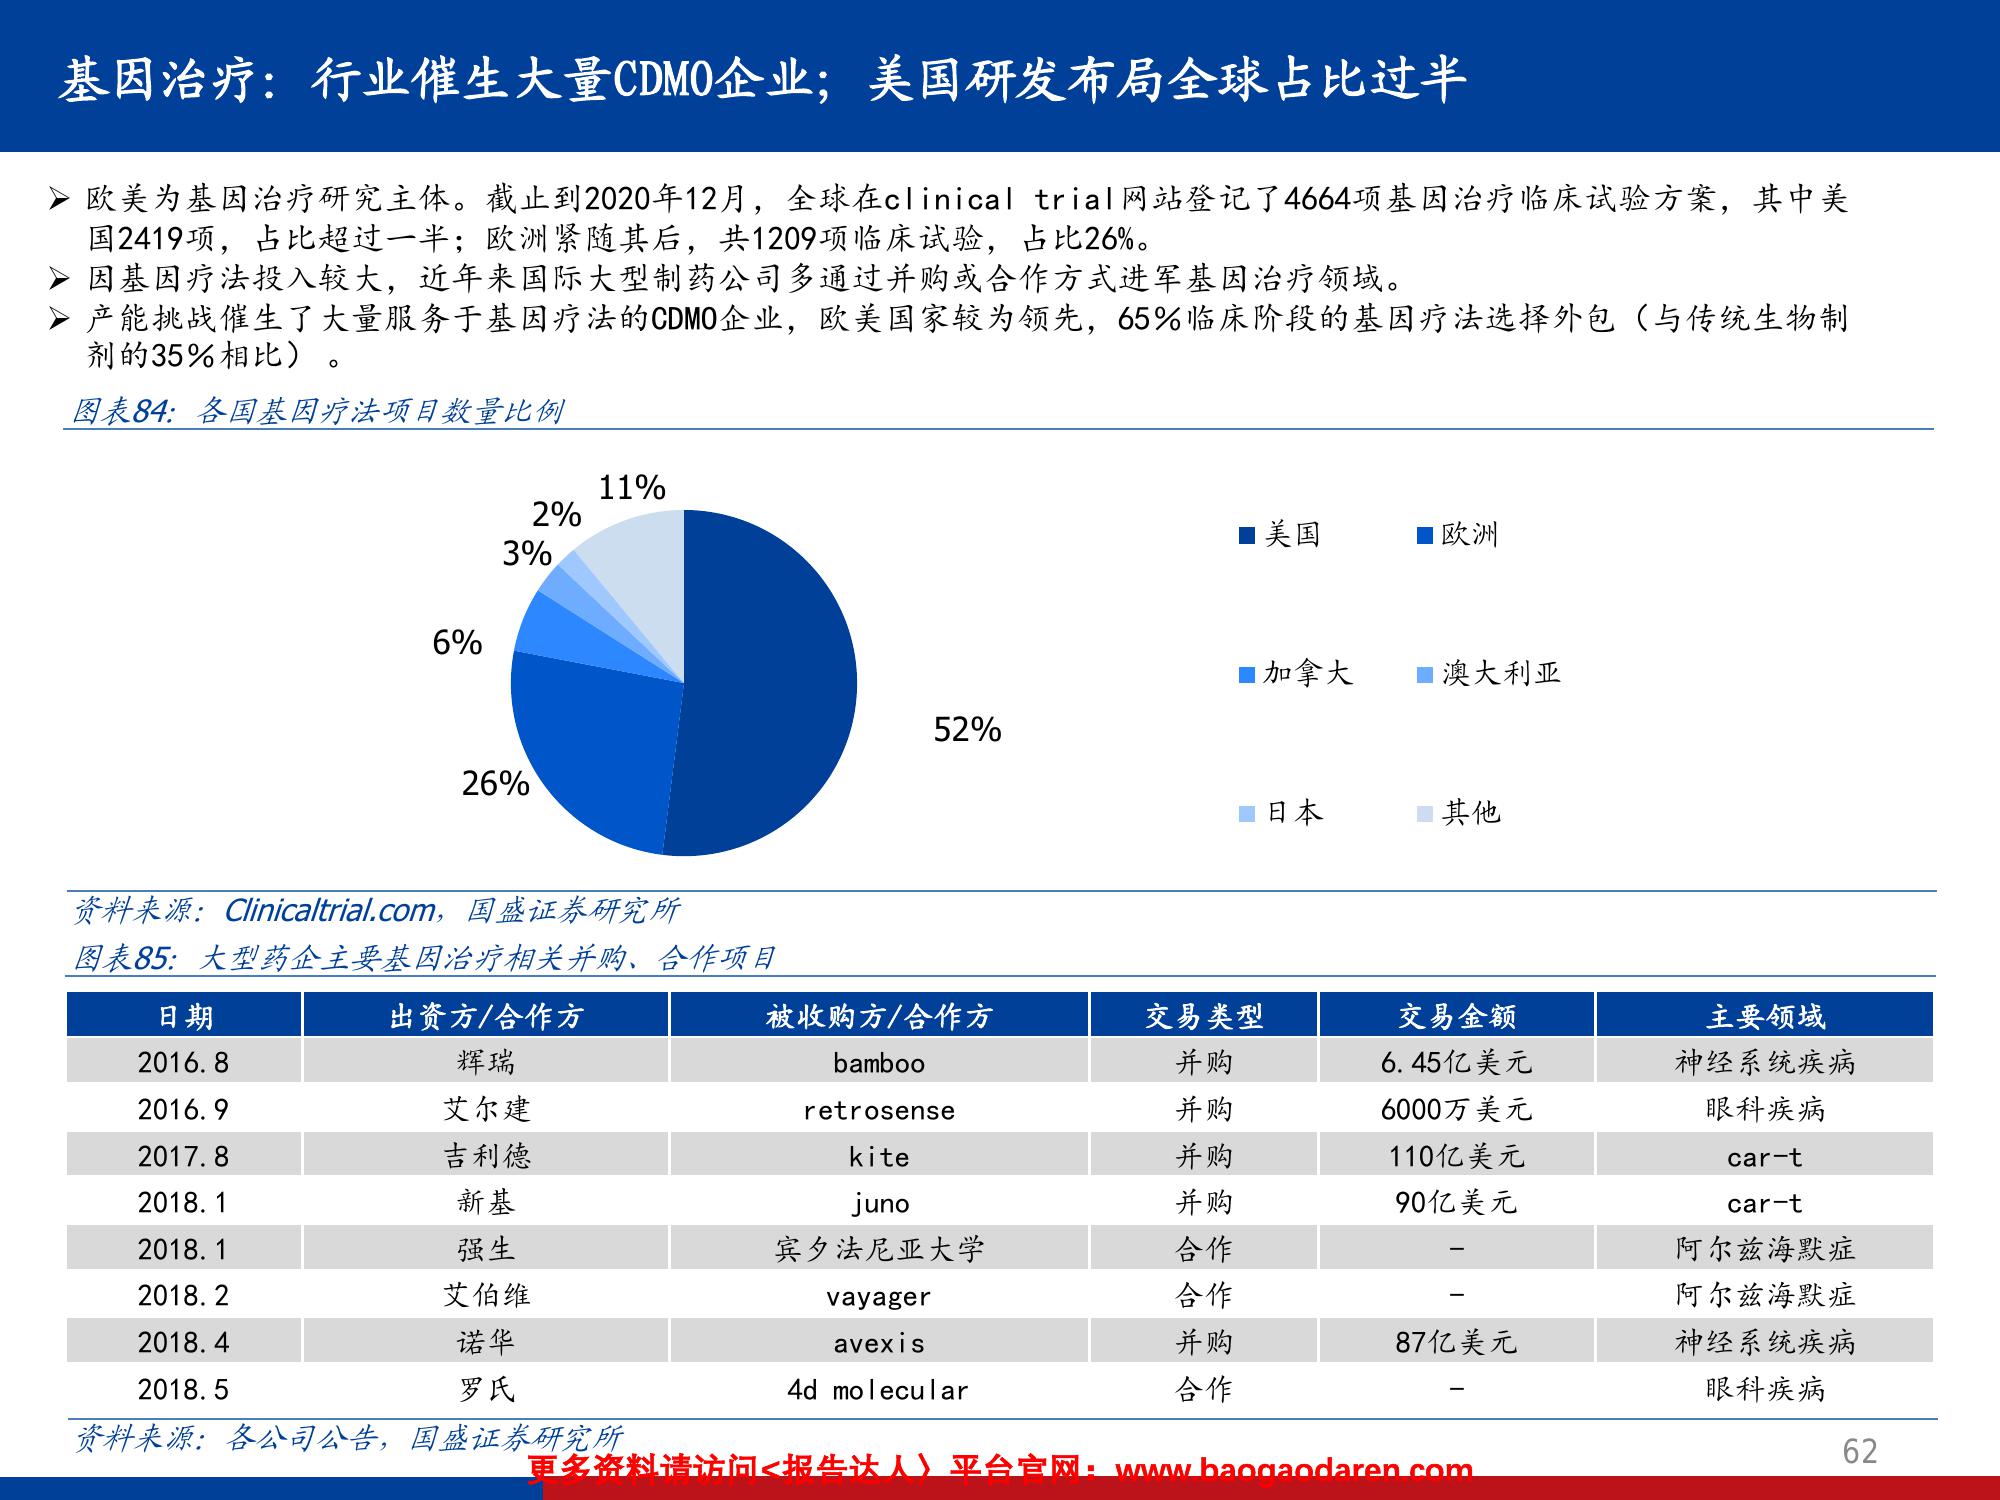 基因治疗：行业催生大量CDMO企业；美国研发布局全球占比过半
➢ 欧美为基因治疗研究主体。截止到2020年12月，全球在clinical trial网站登记了4664项基因治疗临床试验方案，其中美
国2419项，占比超过一半；欧洲紧随其后，共1209项临床试验，占比26%。
➢ 因基因疗法投入较大，近年来国际大型制药公司多通过并购或合作方式进军基因治疗领域。
➢ 产能挑战催生了大量服务于基因疗法的CDMO企业，欧美国家较为领先，65％临床阶段的基因疗法选择外包（与传统生物制
剂的35％相比） 。
图表84：各国基因疗法项目数量比例
11%
2%
3%
6%
26%
52%
美国 欧洲
加拿大 澳大利亚
日本 其他
资料来源：Clinicaltrial.com，国盛证券研究所
图表85：大型药企主要基因治疗相关并购、合作项目
日期 出资方/合作方 被收购方/合作方 交易类型 交易金额 主要领域
2016.8 辉瑞 bamboo 并购 6.45亿美元 神经系统疾病
2016.9 艾尔建 retrosense 并购 6000万美元 眼科疾病
2017.8 吉利德 kite 并购 110亿美元 car-t
2018.1 新基 juno 并购 90亿美元 car-t
2018.1 强生 宾夕法尼亚大学 合作 - 阿尔兹海默症
2018.2 艾伯维 vayager 合作 - 阿尔兹海默症
2018.4 诺华 avexis 并购 87亿美元 神经系统疾病
2018.5 罗氏 4d molecular 合作 - 眼科疾病
资料来源：各公司公告，国盛证券研究所
更多资料请访问<报告达人〉平台官网：www.baogaodaren.com
62